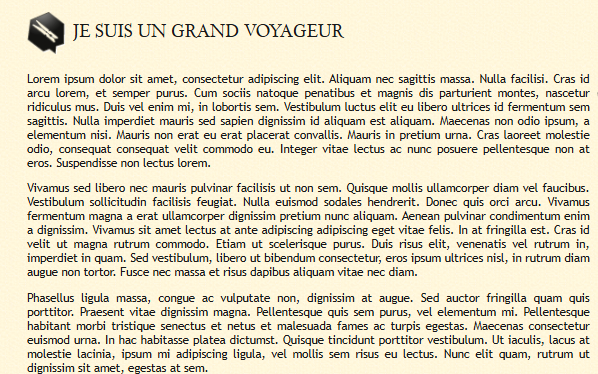 JE SUIS UN GRAND VOYAGEUR
Lorem ipsum dolor sit amet, consectetur adipiscing elit. Aliquam nec sagittis massa. Nulla facilisi. Cras id
arcu lorem, et semper purus. Cum sociis natoque penatibus et magnis dis parturient montes, nascetur
ridiculus mus. Duis vel enim mi, in lobortis sem. Vestibulum luctus elit eu libero ultrices id fermentum sem
sagittis. Nulla imperdiet mauris sed sapien dignissim id aliquam est aliquam. Maecenas non odio ipsum, a
elementum nisi. Mauris non erat eu erat placerat convallis. Mauris in pretium urna. Cras laoreet molestie
odio, consequat consequat velit commodo eu. Integer vitae lectus ac nunc posuere pellentesque non at
eros. Suspendisse non lectus lorem.
Vivamus sed libero nec mauris pulvinar facilisis ut non sem. Quisque mollis ullamcorper diam vel faucibus.
Vestibulum sollicitudin facilisis feugiat. Nulla euismod sodales hendrerit. Donec quis orci arcu. Vivamus
fermentum magna a erat ullamcorper dignissim pretium nunc aliquam. Aenean pulvinar condimentum enim
a dignissim. Vivamus sit amet lectus at ante adipiscing adipiscing eget vitae felis. In at fringilla est. Cras id
velit ut magna rutrum commodo. Etiam ut scelerisque purus. Duis risus elit, venenatis vel rutrum in,
imperdiet in quam. Sed vestibulum, libero ut bibendum consectetur, eros ipsum ultrices nisl, in rutrum diam
augue non tortor. Fusce nec massa et risus dapibus aliquam vitae nec diam.
Phasellus ligula massa, congue ac vulputate non, dignissim at augue. Sed auctor fringilla quam quis
porttitor. Praesent vitae dignissim magna. Pellentesque quis sem purus, vel elementum mi. Pellentesque
habitant morbi tristique senectus et netus et malesuada fames ac turpis egestas. Maecenas consectetur
euismod urna. In hac habitasse platea dictumst. Quisque tincidunt porttitor vestibulum. Ut iaculis, lacus at
molestie lacinia, ipsum mi adipiscing ligula, vel mollis sem risus eu lectus. Nunc elit quam, rutrum ut
dignissim sit amet, egestas at sem.